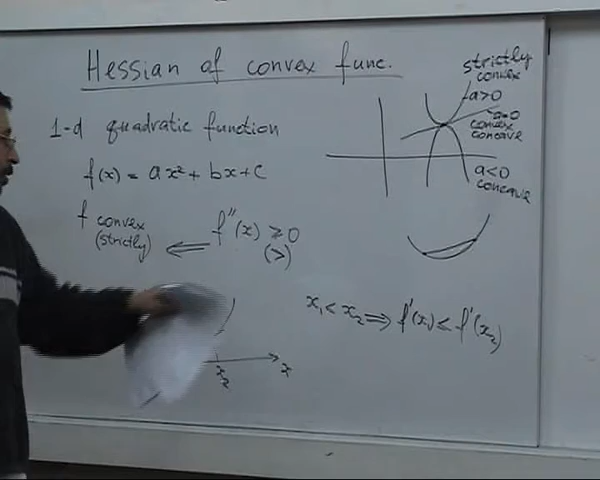 Hessian of convex func.
1-d quadratic function
f(x) = ax² + bx + c
f convex
(strictly)
⟸ f''(x) ≥ 0
(>)
strictly
convex
a>0
a=0
convex
concave
a<0
concave
x₁ < x₂ ⟹ f'(x₁) ≤ f'(x₂)
x₂
x